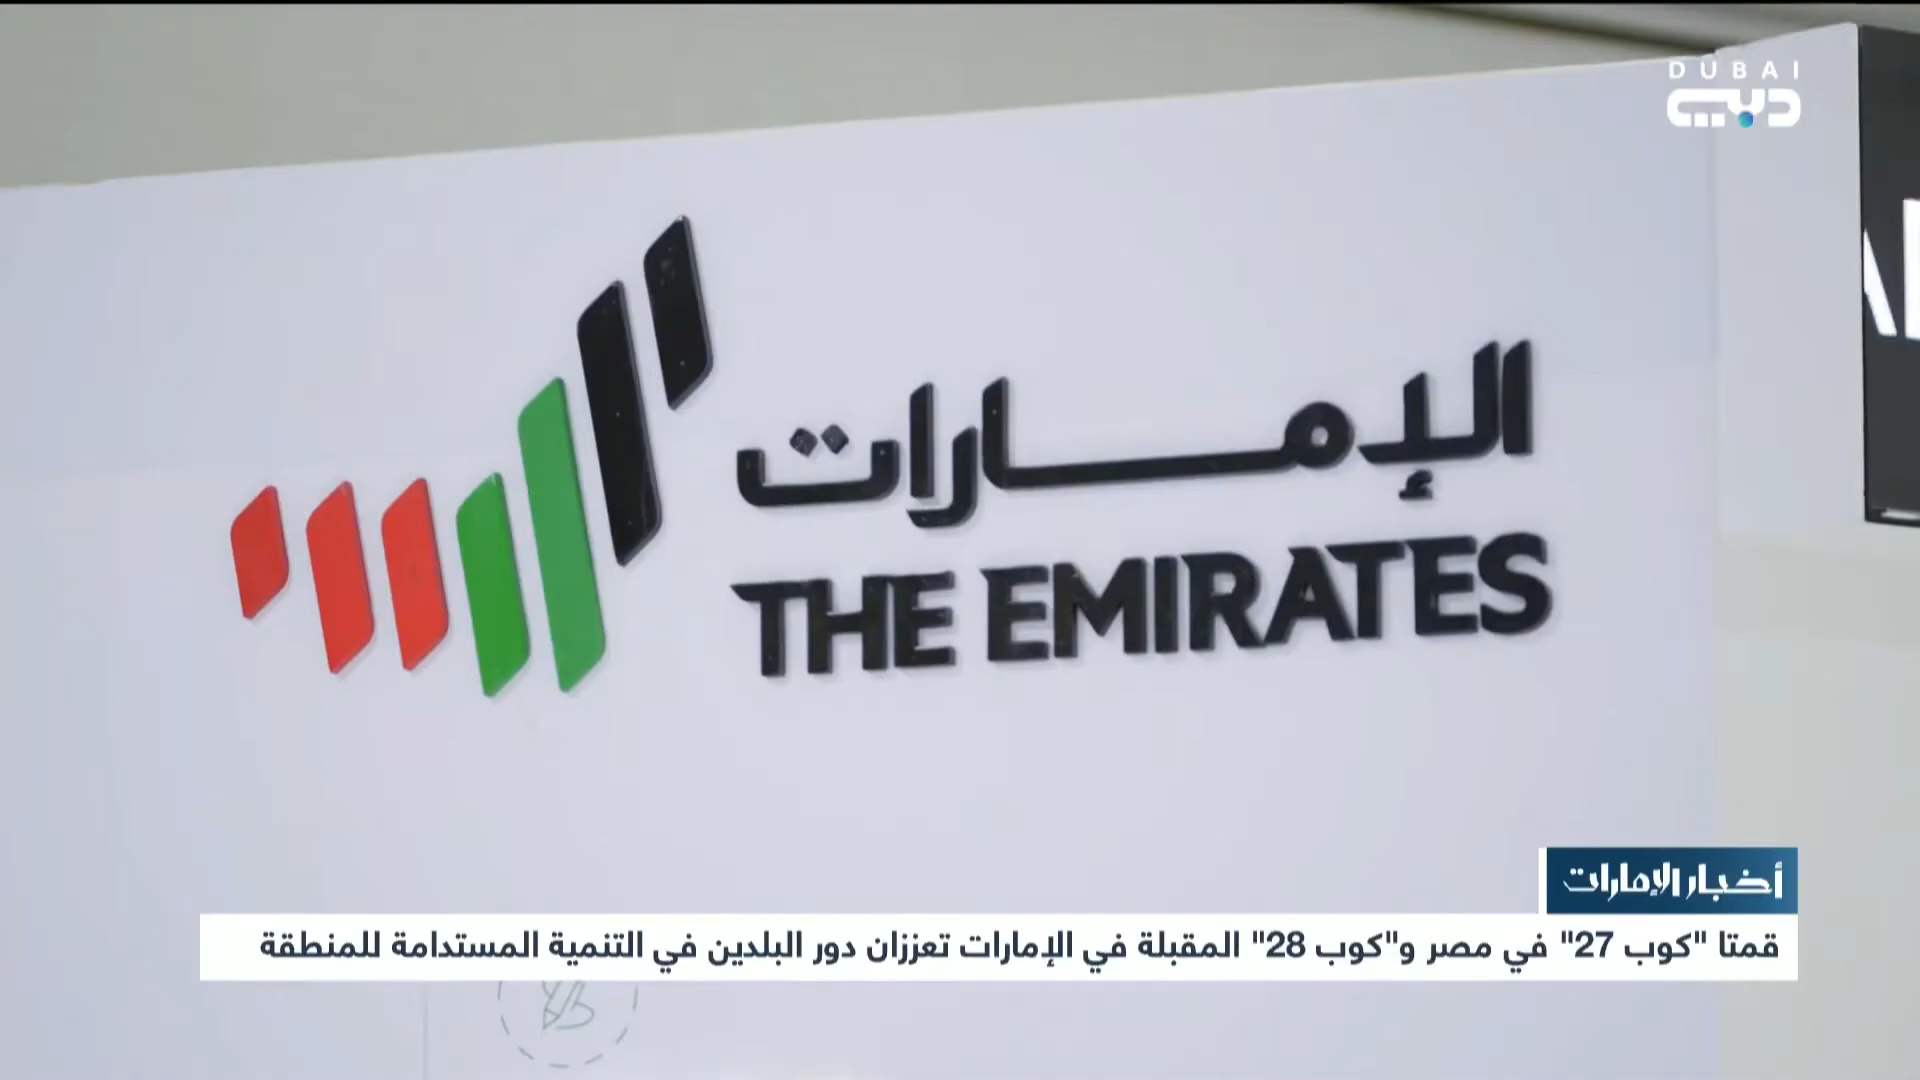 DUBAI
دبي
الإمارات
THE EMIRATES
أخبار الإمارات
قمتا "كوب 27" في مصر و"كوب 28" المقبلة في الإمارات تعززان دور البلدين في التنمية المستدامة للمنطقة